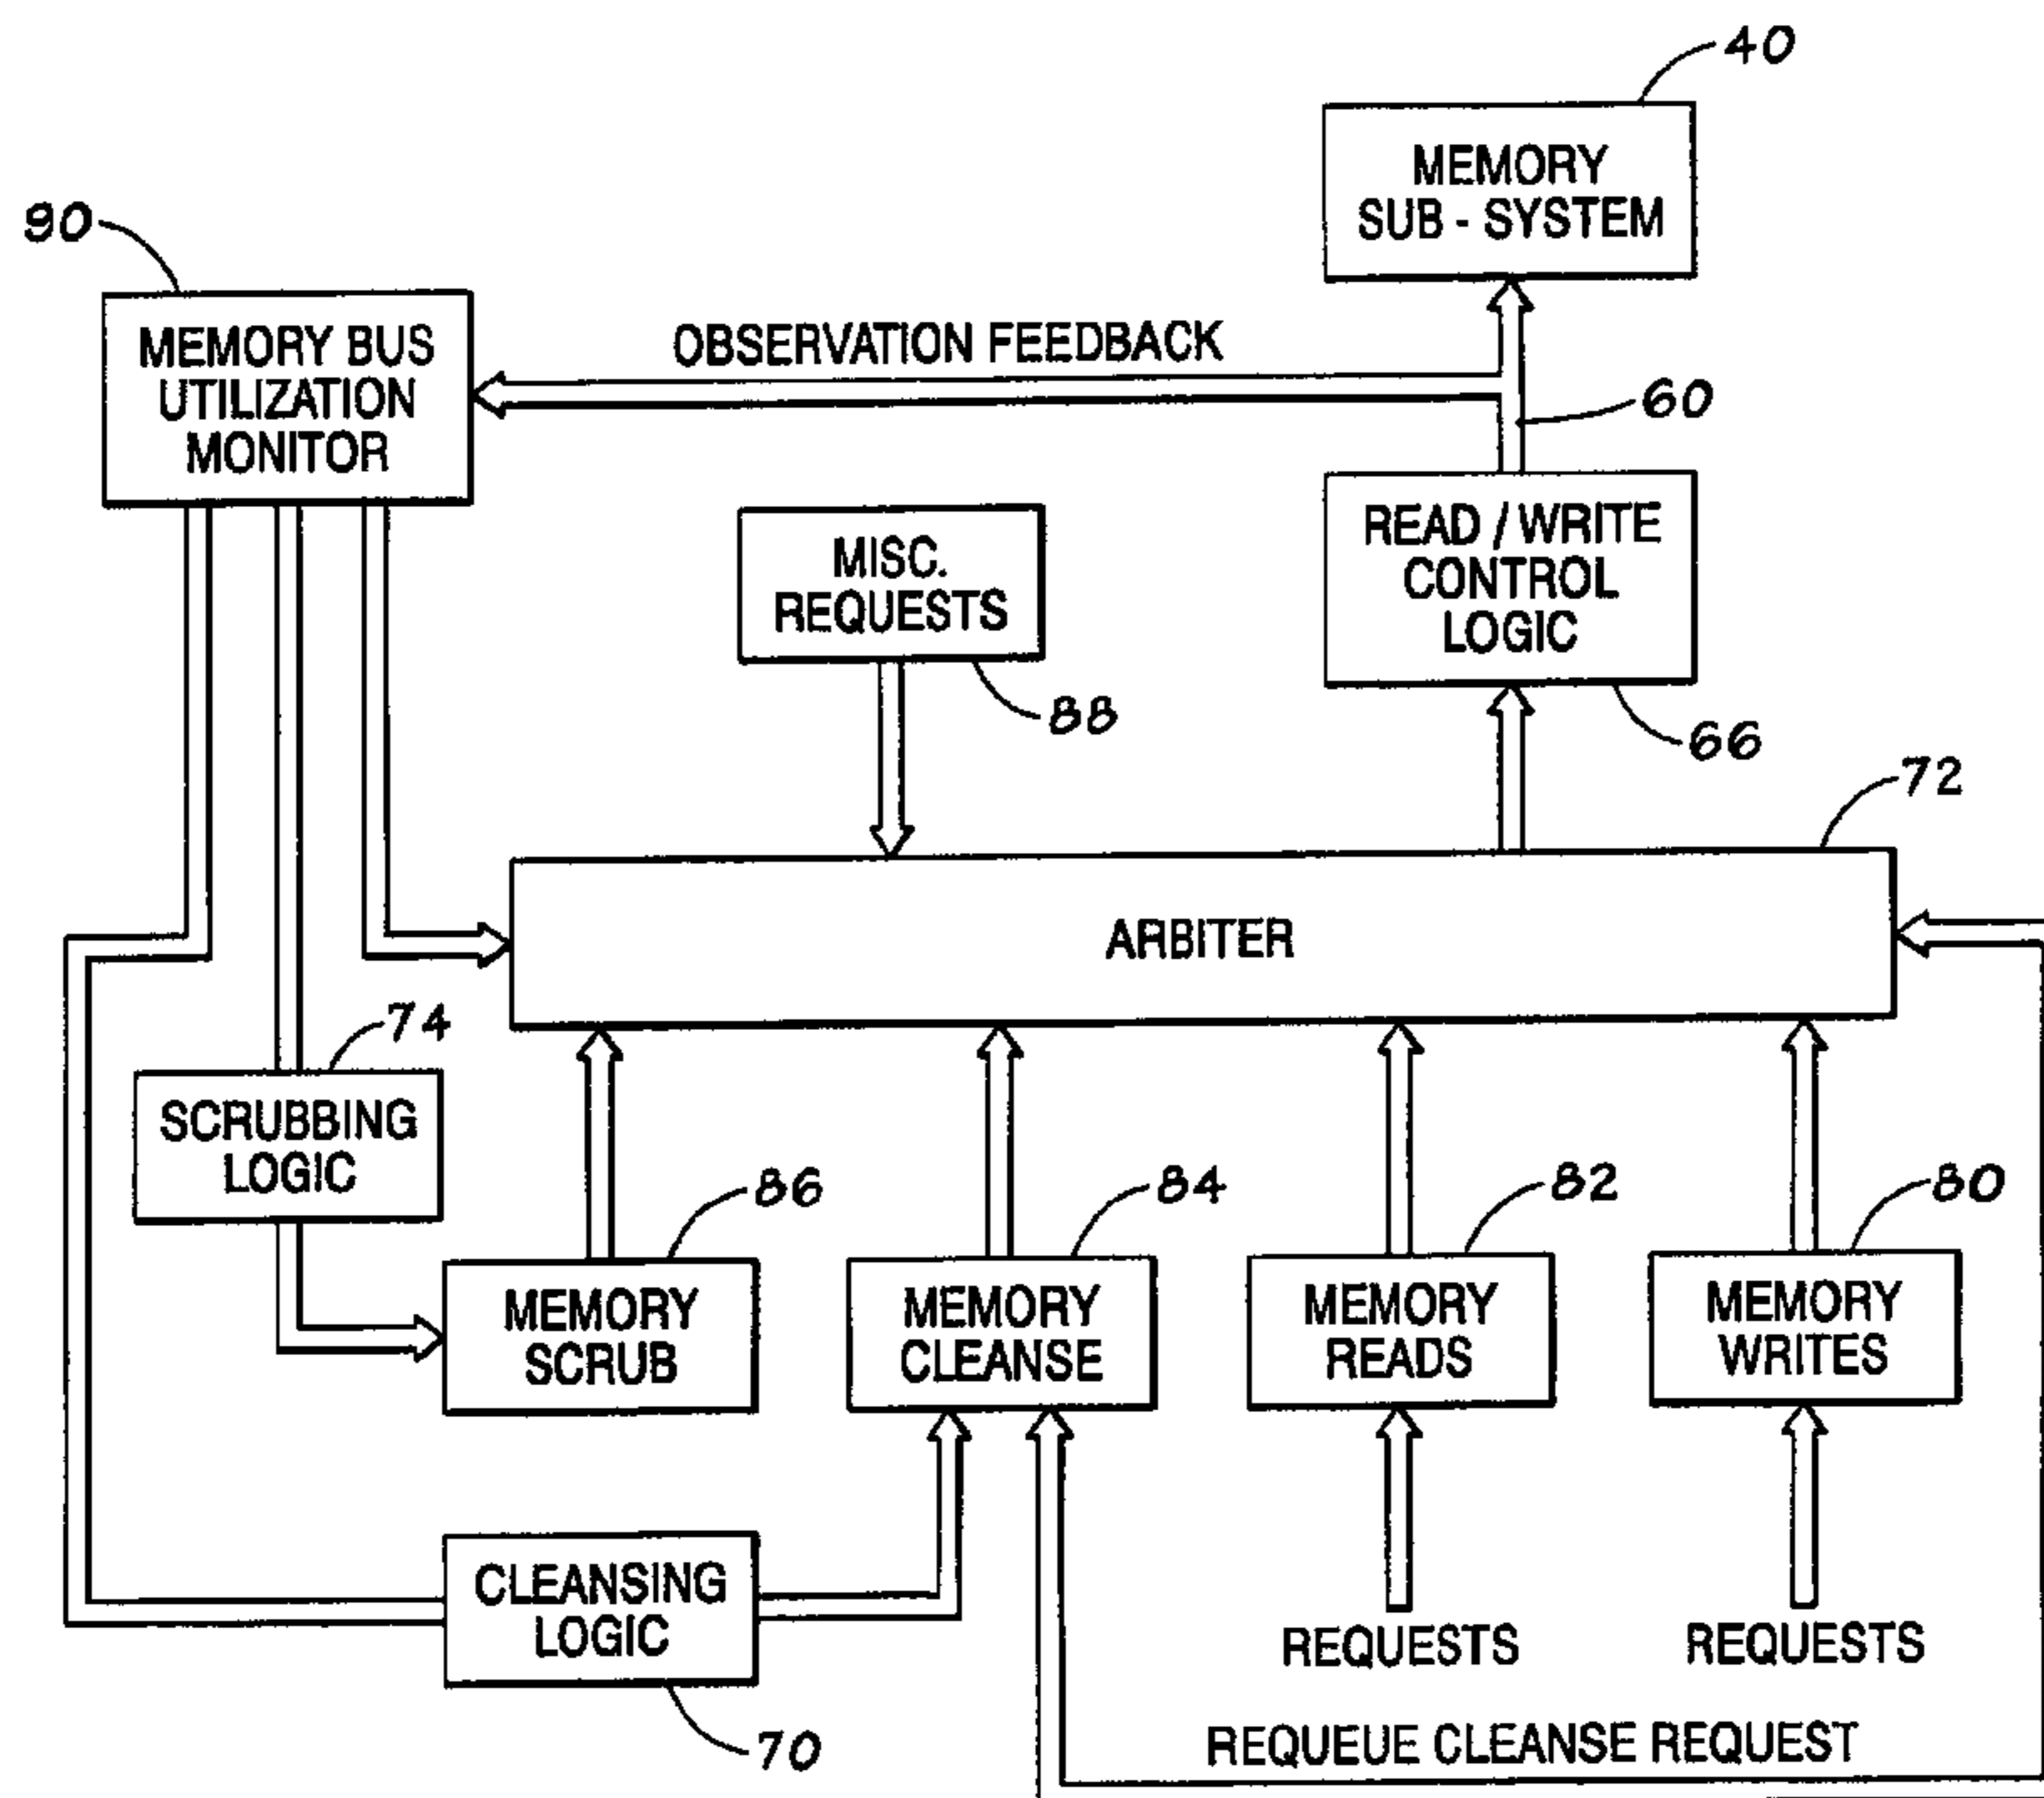 40
MEMORY
SUB - SYSTEM
90
MEMORY BUS
UTILIZATION
MONITOR
OBSERVATION FEEDBACK
60
MISC.
REQUESTS
88
READ / WRITE
CONTROL
LOGIC
66
72
ARBITER
74
SCRUBBING
LOGIC
86
84
82
80
MEMORY
SCRUB
MEMORY
CLEANSE
MEMORY
READS
MEMORY
WRITES
CLEANSING
LOGIC
70
REQUESTS
REQUESTS
REQUEUE CLEANSE REQUEST